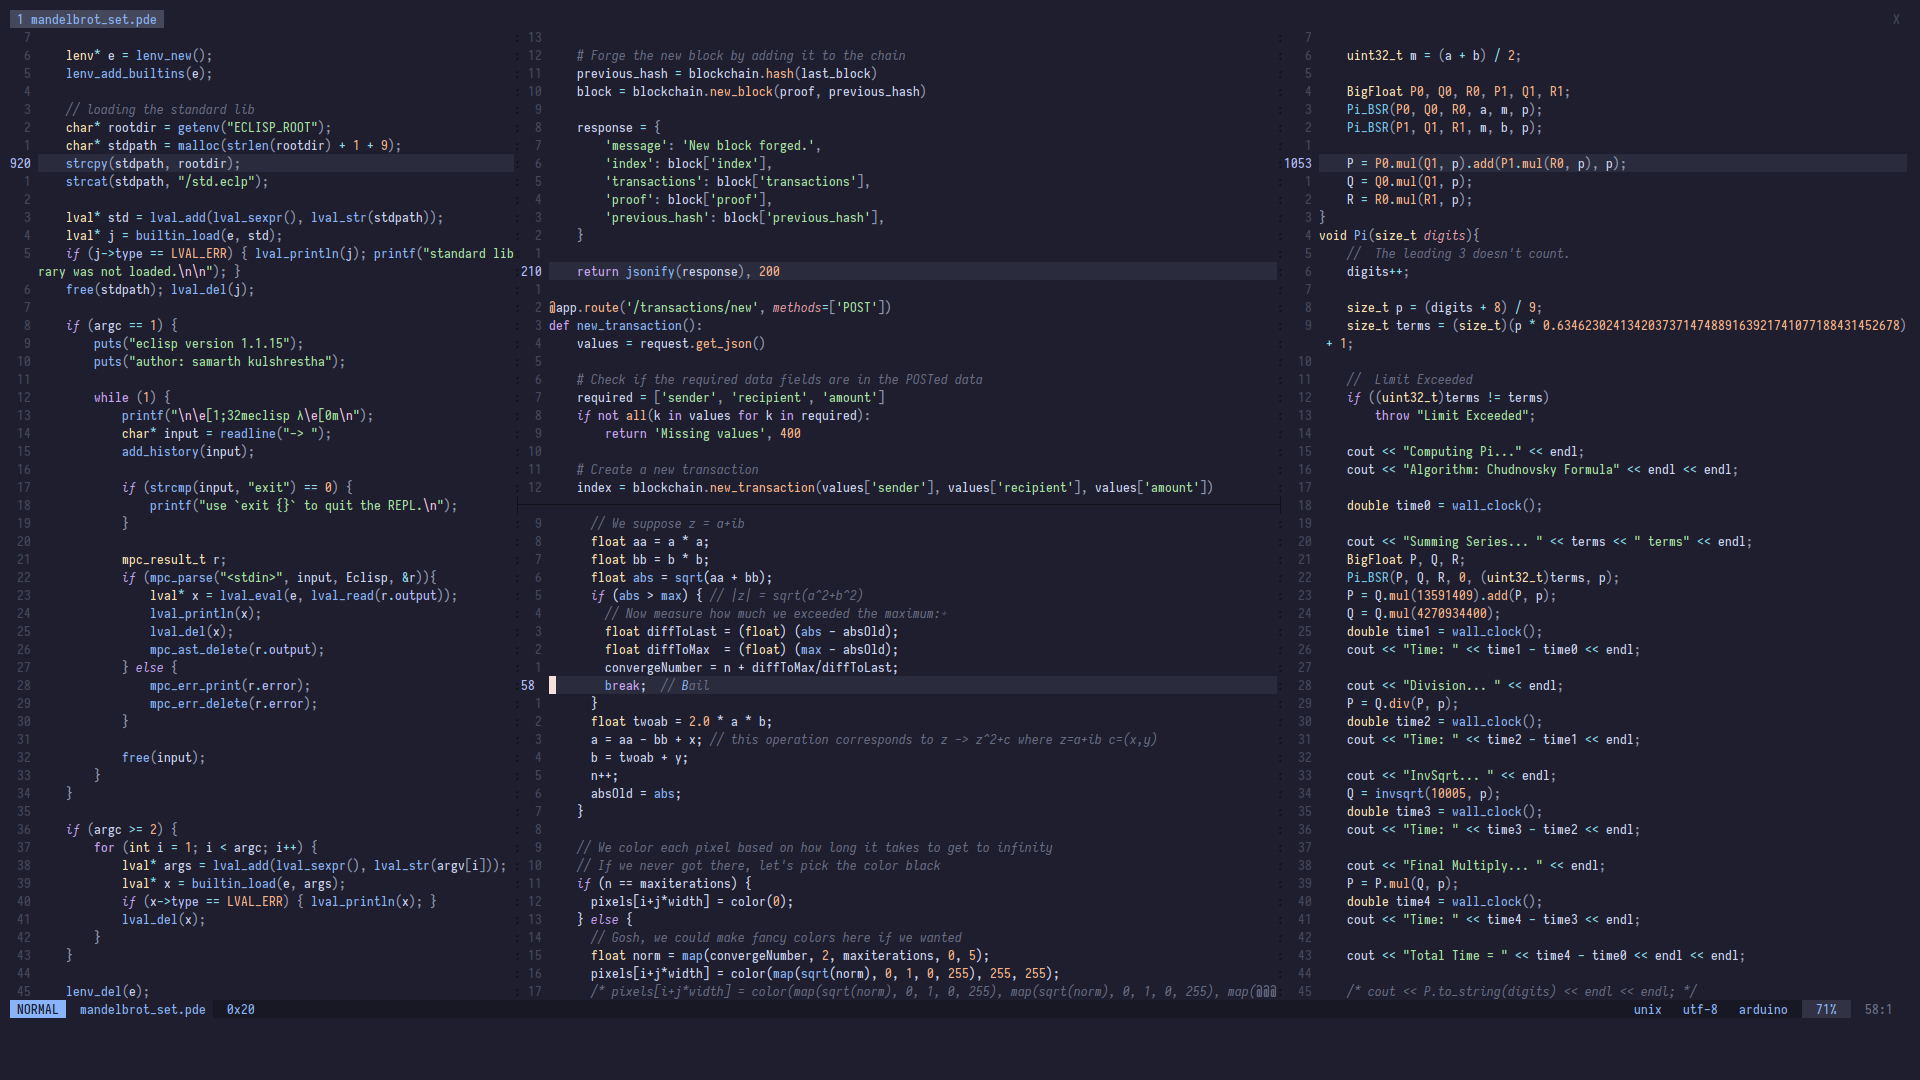 1 mandelbrot_set.pde
X
7
6 lenv* e = lenv_new();
5 lenv_add_builtins(e);
4
3 // loading the standard lib
2 char* rootdir = getenv("ECLISP_ROOT");
1 char* stdpath = malloc(strlen(rootdir) + 1 + 9);
920 strcpy(stdpath, rootdir);
1 strcat(stdpath, "/std.eclp");
2
3 lval* std = lval_add(lval_sexpr(), lval_str(stdpath));
4 lval* j = builtin_load(e, std);
5 if (j->type == LVAL_ERR) { lval_println(j); printf("standard lib
rary was not loaded.\n\n"); }
6 free(stdpath); lval_del(j);
7
8 if (argc == 1) {
9 puts("eclisp version 1.1.15");
10 puts("author: samarth kulshrestha");
11
12 while (1) {
13 printf("\n\e[1;32meclisp λ\e[0m\n");
14 char* input = readline("-> ");
15 add_history(input);
16
17 if (strcmp(input, "exit") == 0) {
18 printf("use `exit {}` to quit the REPL.\n");
19 }
20
21 mpc_result_t r;
22 if (mpc_parse("<stdin>", input, Eclisp, &r)){
23 lval* x = lval_eval(e, lval_read(r.output));
24 lval_println(x);
25 lval_del(x);
26 mpc_ast_delete(r.output);
27 } else {
28 mpc_err_print(r.error);
29 mpc_err_delete(r.error);
30 }
31
32 free(input);
33 }
34 }
35
36 if (argc >= 2) {
37 for (int i = 1; i < argc; i++) {
38 lval* args = lval_add(lval_sexpr(), lval_str(argv[i]));
39 lval* x = builtin_load(e, args);
40 if (x->type == LVAL_ERR) { lval_println(x); }
41 lval_del(x);
42 }
43 }
44
45 lenv_del(e);
13
12 # Forge the new block by adding it to the chain
11 previous_hash = blockchain.hash(last_block)
10 block = blockchain.new_block(proof, previous_hash)
9
8 response = {
7 'message': 'New block forged.',
6 'index': block['index'],
5 'transactions': block['transactions'],
4 'proof': block['proof'],
3 'previous_hash': block['previous_hash'],
2 }
1
210 return jsonify(response), 200
1
2 @app.route('/transactions/new', methods=['POST'])
3 def new_transaction():
4 values = request.get_json()
5
6 # Check if the required data fields are in the POSTed data
7 required = ['sender', 'recipient', 'amount']
8 if not all(k in values for k in required):
9 return 'Missing values', 400
10
11 # Create a new transaction
12 index = blockchain.new_transaction(values['sender'], values['recipient'], values['amount'])
9 // We suppose z = a+ib
8 float aa = a * a;
7 float bb = b * b;
6 float abs = sqrt(aa + bb);
5 if (abs > max) { // |z| = sqrt(a^2+b^2)
4 // Now measure how much we exceeded the maximum:
3 float diffToLast = (float) (abs - absOld);
2 float diffToMax  = (float) (max - absOld);
1 convergeNumber = n + diffToMax/diffToLast;
58 break;  // Bail
1 }
2 float twoab = 2.0 * a * b;
3 a = aa - bb + x; // this operation corresponds to z -> z^2+c where z=a+ib c=(x,y)
4 b = twoab + y;
5 n++;
6 absOld = abs;
7 }
8
9 // We color each pixel based on how long it takes to get to infinity
10 // If we never got there, let's pick the color black
11 if (n == maxiterations) {
12 pixels[i+j*width] = color(0);
13 } else {
14 // Gosh, we could make fancy colors here if we wanted
15 float norm = map(convergeNumber, 2, maxiterations, 0, 5);
16 pixels[i+j*width] = color(map(sqrt(norm), 0, 1, 0, 255), 255, 255);
17 /* pixels[i+j*width] = color(map(sqrt(norm), 0, 1, 0, 255), map(sqrt(norm), 0, 1, 0, 255), map(@@@
7
6 uint32_t m = (a + b) / 2;
5
4 BigFloat P0, Q0, R0, P1, Q1, R1;
3 Pi_BSR(P0, Q0, R0, a, m, p);
2 Pi_BSR(P1, Q1, R1, m, b, p);
1
1053 P = P0.mul(Q1, p).add(P1.mul(R0, p), p);
1 Q = Q0.mul(Q1, p);
2 R = R0.mul(R1, p);
3 }
4 void Pi(size_t digits){
5 //  The leading 3 doesn't count.
6 digits++;
7
8 size_t p = (digits + 8) / 9;
9 size_t terms = (size_t)(p * 0.6346230241342037371474889163921741077188431452678)
+ 1;
10
11 //  Limit Exceeded
12 if ((uint32_t)terms != terms)
13 throw "Limit Exceeded";
14
15 cout << "Computing Pi..." << endl;
16 cout << "Algorithm: Chudnovsky Formula" << endl << endl;
17
18 double time0 = wall_clock();
19
20 cout << "Summing Series... " << terms << " terms" << endl;
21 BigFloat P, Q, R;
22 Pi_BSR(P, Q, R, 0, (uint32_t)terms, p);
23 P = Q.mul(13591409).add(P, p);
24 Q = Q.mul(4270934400);
25 double time1 = wall_clock();
26 cout << "Time: " << time1 - time0 << endl;
27
28 cout << "Division... " << endl;
29 P = Q.div(P, p);
30 double time2 = wall_clock();
31 cout << "Time: " << time2 - time1 << endl;
32
33 cout << "InvSqrt... " << endl;
34 Q = invsqrt(10005, p);
35 double time3 = wall_clock();
36 cout << "Time: " << time3 - time2 << endl;
37
38 cout << "Final Multiply... " << endl;
39 P = P.mul(Q, p);
40 double time4 = wall_clock();
41 cout << "Time: " << time4 - time3 << endl;
42
43 cout << "Total Time = " << time4 - time0 << endl << endl;
44
45 /* cout << P.to_string(digits) << endl << endl; */
NORMAL mandelbrot_set.pde 0x20 unix utf-8 arduino 71% 58:1